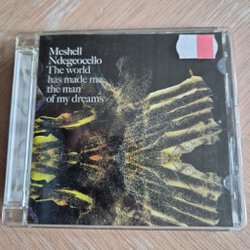 Meshell
Ndegeocello
The world
has made me
the man
of my dreams